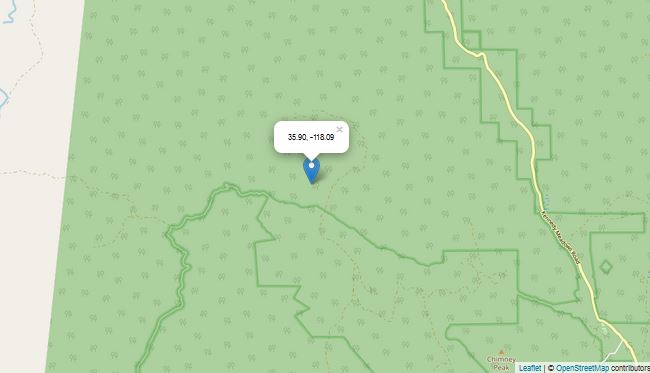 35.90, -118.09
×
Kennedy Meadows Road
Chimney
Peak
Leaflet | © OpenStreetMap contributors